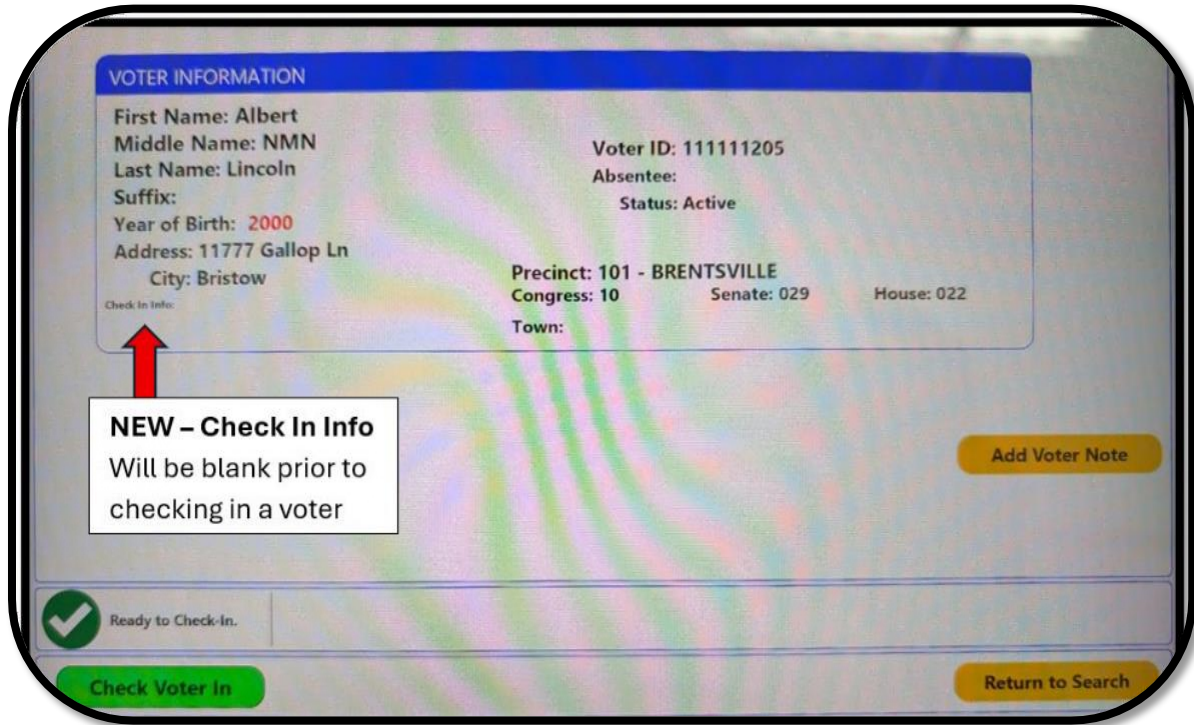 VOTER INFORMATION
First Name: Albert
Middle Name: NMN
Last Name: Lincoln
Suffix:
Year of Birth: 2000
Address: 11777 Gallop Ln
City: Bristow
Check In Info:
Voter ID: 111111205
Absentee:
Status: Active
Precinct: 101 - BRENTSVILLE
Congress: 10 Senate: 029 House: 022
Town:
NEW – Check In Info
Will be blank prior to
checking in a voter
Add Voter Note
Ready to Check-In.
Check Voter In
Return to Search